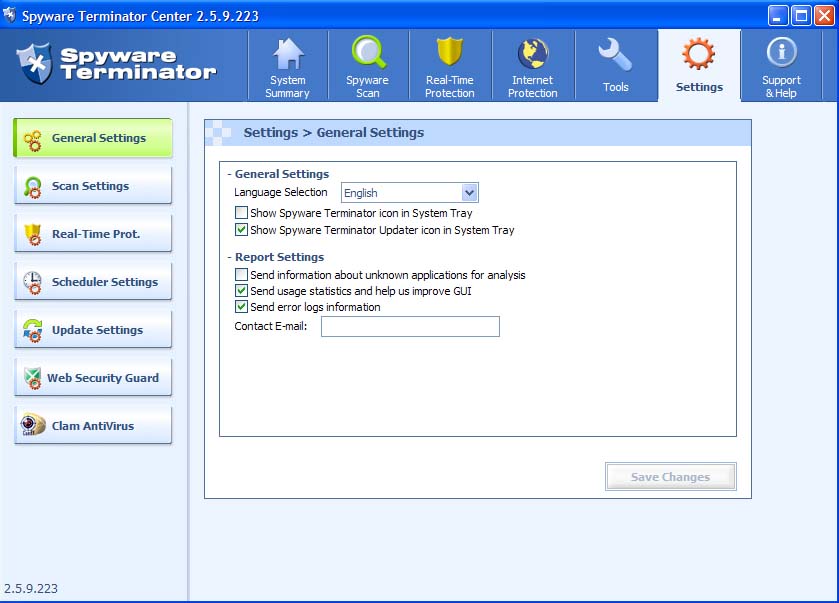 Spyware Terminator Center 2.5.9.223
Spyware
Terminator
System
Summary
Spyware
Scan
Real-Time
Protection
Internet
Protection
Tools
Settings
Support
& Help
General Settings
Scan Settings
Real-Time Prot.
Scheduler Settings
Update Settings
Web Security Guard
Clam AntiVirus
Settings > General Settings
- General Settings
Language Selection English
Show Spyware Terminator icon in System Tray
Show Spyware Terminator Updater icon in System Tray
- Report Settings
Send information about unknown applications for analysis
Send usage statistics and help us improve GUI
Send error logs information
Contact E-mail:
Save Changes
2.5.9.223